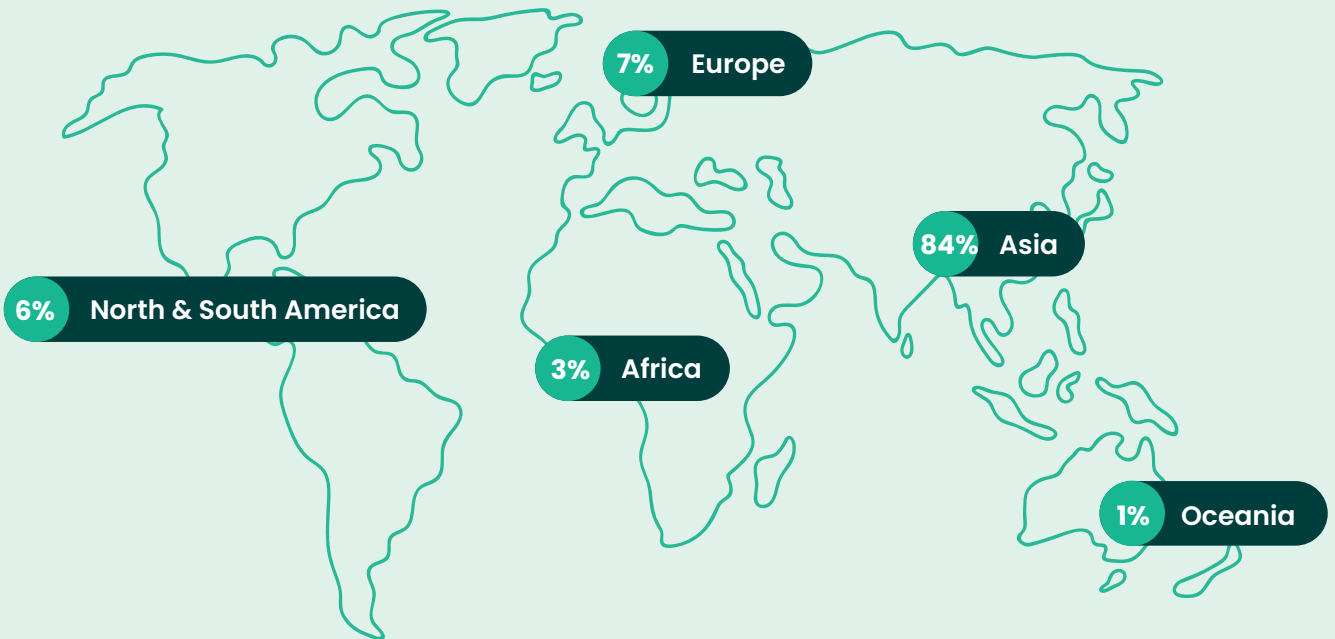 7% Europe
84% Asia
6% North & South America
3% Africa
1% Oceania